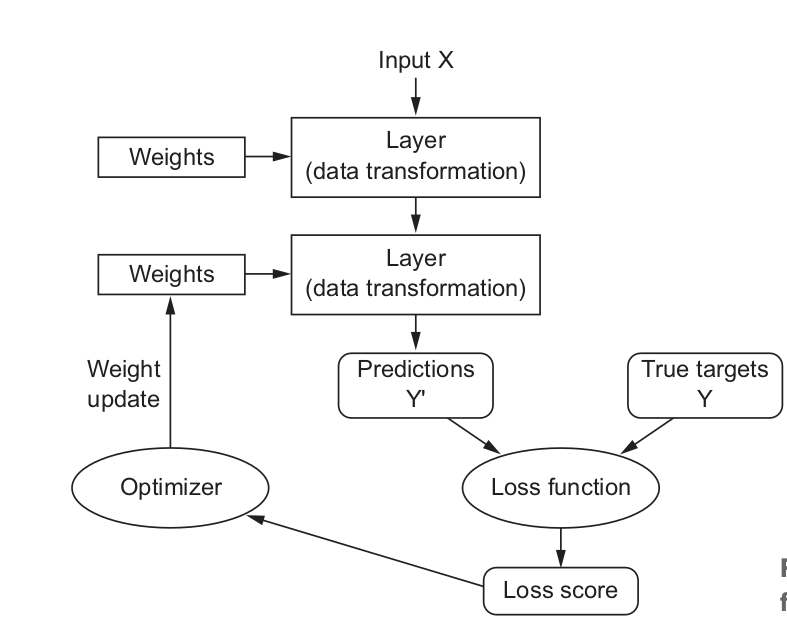 Input X
Weights
Layer
(data transformation)
Weights
Layer
(data transformation)
Weight
update
Predictions
Y'
True targets
Y
Optimizer
Loss function
Loss score